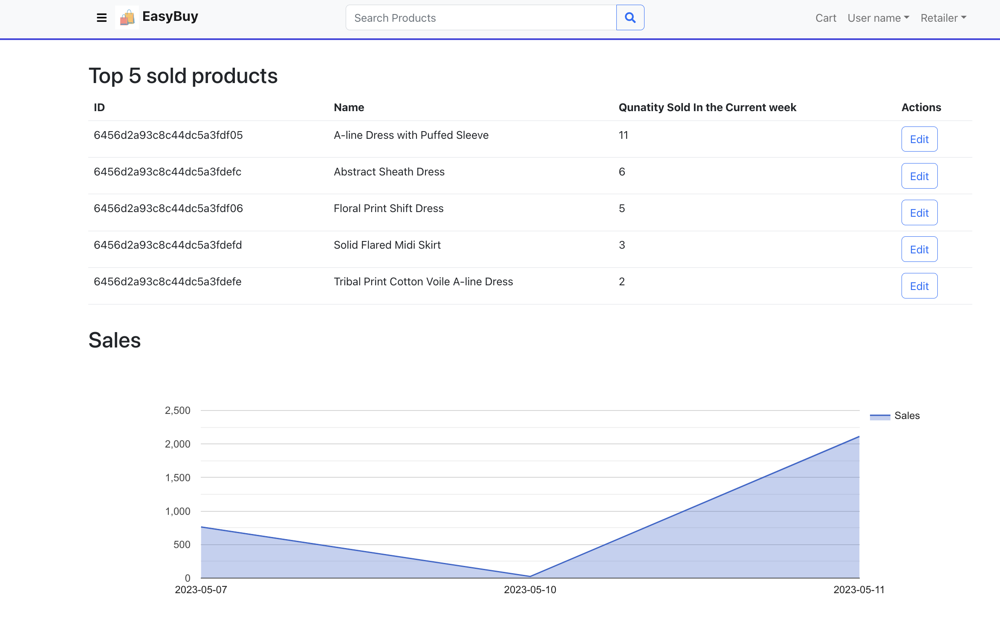 EasyBuy
Search Products
Cart User name Retailer
Top 5 sold products
ID Name Qunatity Sold In the Current week Actions
6456d2a93c8c44dc5a3fdf05 A-line Dress with Puffed Sleeve 11 Edit
6456d2a93c8c44dc5a3fdefc Abstract Sheath Dress 6 Edit
6456d2a93c8c44dc5a3fdf06 Floral Print Shift Dress 5 Edit
6456d2a93c8c44dc5a3fdefd Solid Flared Midi Skirt 3 Edit
6456d2a93c8c44dc5a3fdefe Tribal Print Cotton Voile A-line Dress 2 Edit
Sales
2,500
Sales
2,000
1,500
1,000
500
0
2023-05-07 2023-05-10 2023-05-11